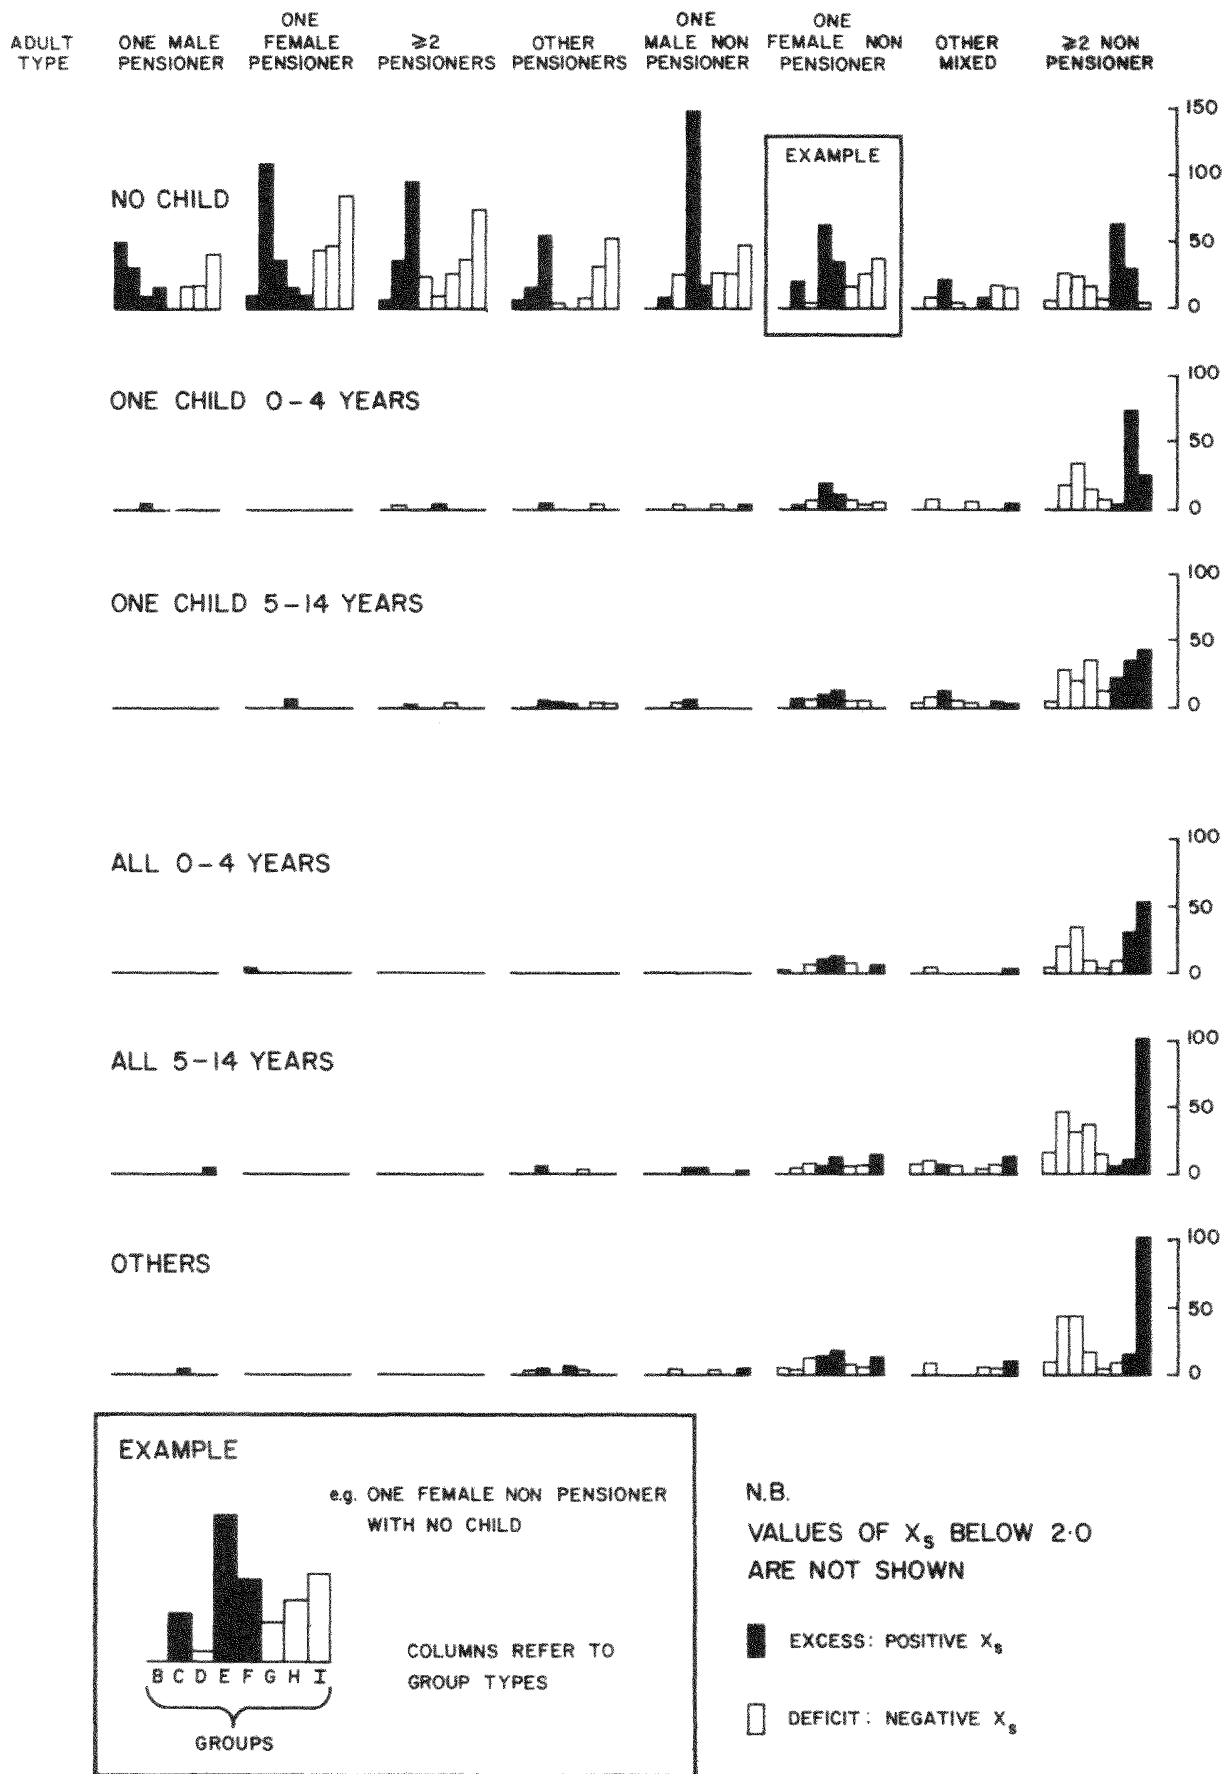 ADULT TYPE
ONE MALE PENSIONER
ONE FEMALE PENSIONER
≥2 PENSIONERS
OTHER PENSIONERS
ONE MALE NON PENSIONER
ONE FEMALE NON PENSIONER
OTHER MIXED
≥2 NON PENSIONER
NO CHILD
EXAMPLE
150
100
50
0
ONE CHILD 0-4 YEARS
100
50
0
ONE CHILD 5-14 YEARS
100
50
0
ALL 0-4 YEARS
100
50
0
ALL 5-14 YEARS
100
50
0
OTHERS
100
50
0
EXAMPLE
e.g. ONE FEMALE NON PENSIONER
WITH NO CHILD
B C D E F G H I
GROUPS
COLUMNS REFER TO
GROUP TYPES
N.B.
VALUES OF Xs BELOW 2·0
ARE NOT SHOWN
EXCESS: POSITIVE Xs
DEFICIT: NEGATIVE Xs